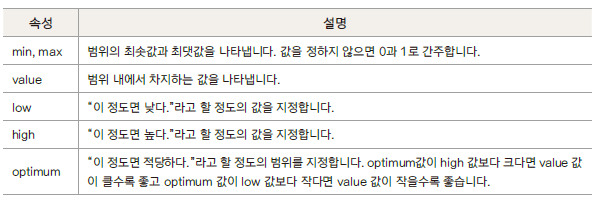 속성 설명
min, max 범위의 최솟값과 최댓값을 나타냅니다. 값을 정하지 않으면 0과 1로 간주합니다.
value 범위 내에서 차지하는 값을 나타냅니다.
low “이 정도면 낮다.”라고 할 정도의 값을 지정합니다.
high “이 정도면 높다.”라고 할 정도의 값을 지정합니다.
optimum “이 정도면 적당하다.”라고 할 정도의 범위를 지정합니다. optimum값이 high 값보다 크다면 value 값
이 클수록 좋고 optimum 값이 low 값보다 작다면 value 값이 작을수록 좋습니다.